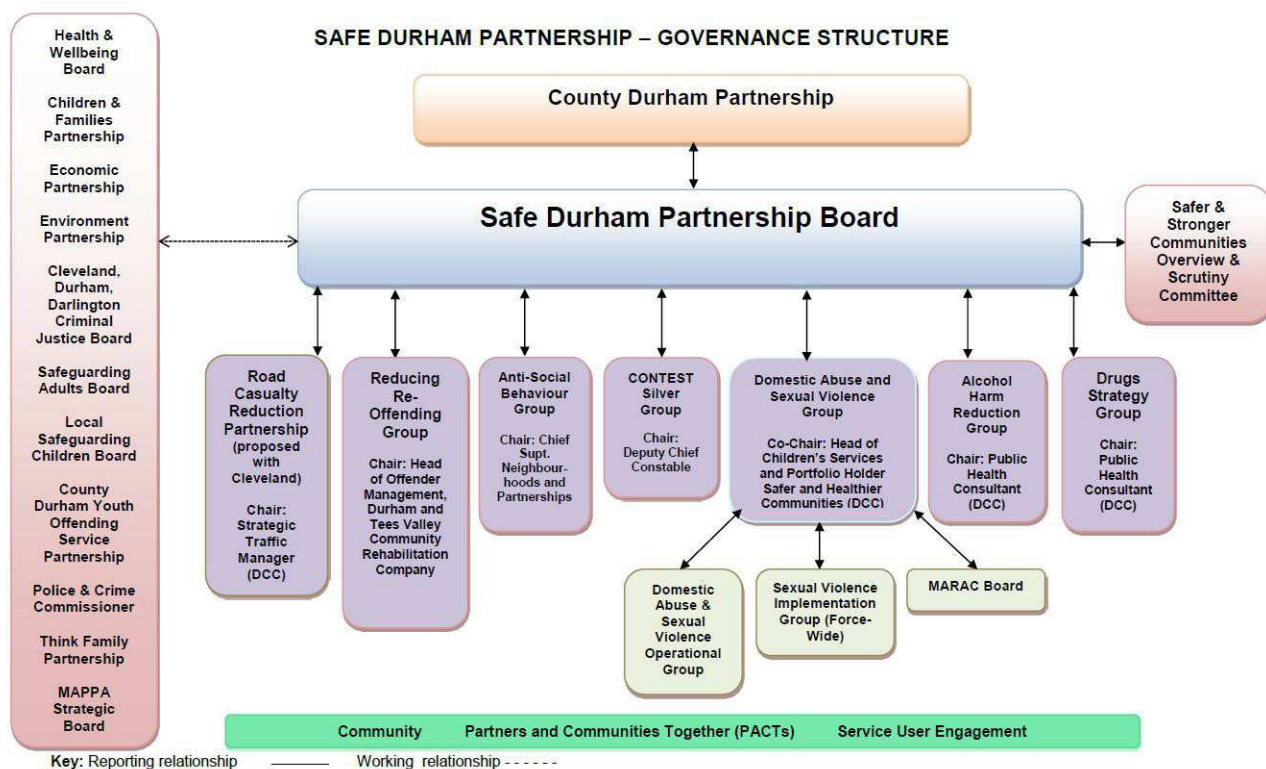 SAFE DURHAM PARTNERSHIP – GOVERNANCE STRUCTURE
Health &
Wellbeing
Board
Children &
Families
Partnership
Economic
Partnership
Environment
Partnership
Cleveland,
Durham,
Darlington
Criminal
Justice Board
Safeguarding
Adults Board
Local
Safeguarding
Children Board
County
Durham Youth
Offending
Service
Partnership
Police & Crime
Commissioner
Think Family
Partnership
MAPPA
Strategic
Board
County Durham Partnership
Safe Durham Partnership Board
Safer &
Stronger
Communities
Overview &
Scrutiny
Committee
Road
Casualty
Reduction
Partnership
(proposed
with
Cleveland)
Chair:
Strategic
Traffic
Manager
(DCC)
Reducing
Re-
Offending
Group
Chair: Head
of Offender
Management,
Durham and
Tees Valley
Community
Rehabilitation
Company
Anti-Social
Behaviour
Group
Chair: Chief
Supt.
Neighbour-
hoods and
Partnerships
CONTEST
Silver
Group
Chair:
Deputy Chief
Constable
Domestic Abuse and
Sexual Violence
Group
Co-Chair: Head of
Children’s Services
and Portfolio Holder
Safer and Healthier
Communities (DCC)
Alcohol
Harm
Reduction
Group
Chair: Public
Health
Consultant
(DCC)
Drugs
Strategy
Group
Chair:
Public
Health
Consultant
(DCC)
Domestic
Abuse &
Sexual
Violence
Operational
Group
Sexual Violence
Implementation
Group (Force-
Wide)
MARAC Board
Community Partners and Communities Together (PACTs) Service User Engagement
Key: Reporting relationship Working relationship